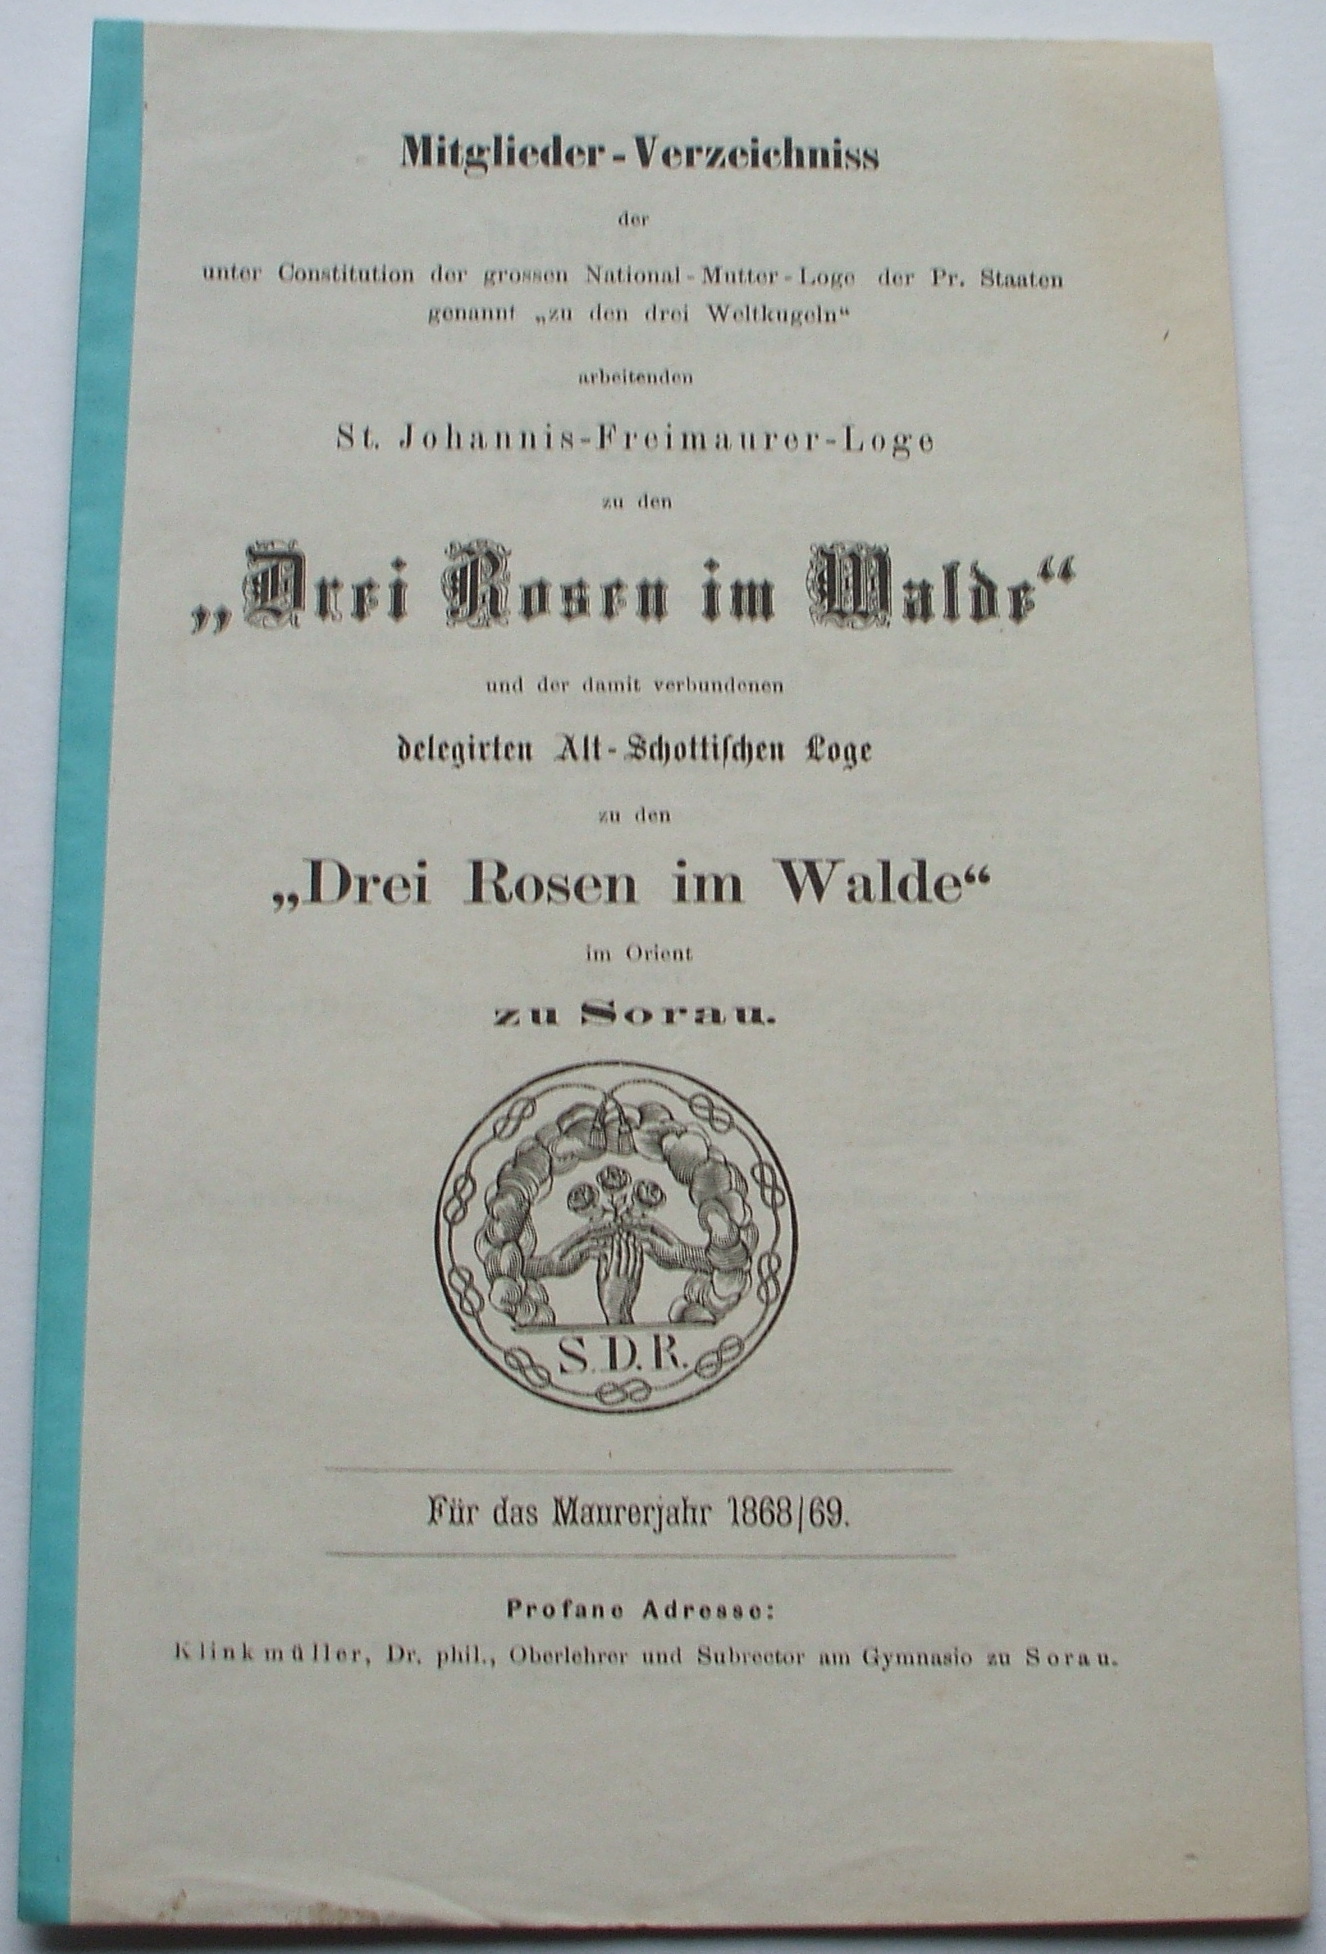 Mitglieder-Verzeichniss
der
unter Constitution der grossen National-Mutter-Loge der Pr. Staaten
genannt „zu den drei Weltkugeln“
arbeitenden
St. Johannis-Freimaurer-Loge
zu den
„Drei Rosen im Walde“
und der damit verbundenen
delegirten Alt-Schottiſchen Loge
zu den
„Drei Rosen im Walde“
im Orient
zu Sorau.
S. D. R.
Für das Maurerjahr 1868/69.
Profane Adresse:
Klinkmüller, Dr. phil., Oberlehrer und Subrector am Gymnasio zu Sorau.